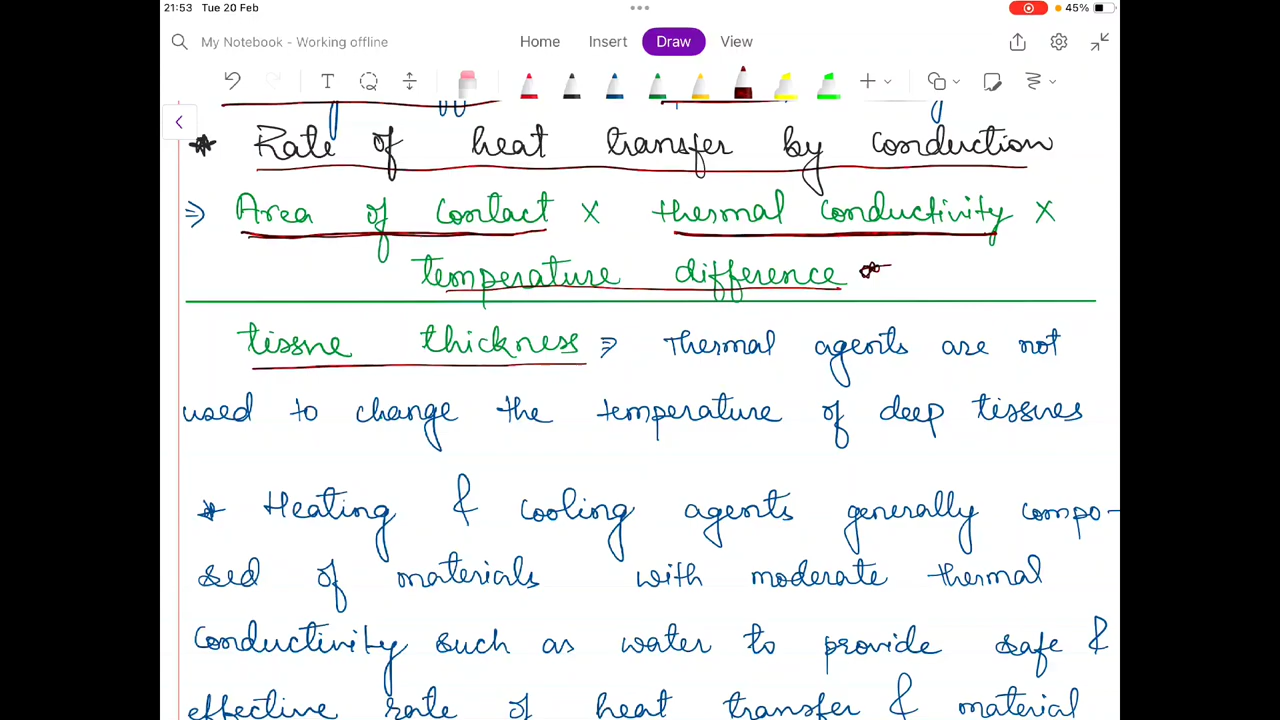 21:53 Tue 20 Feb 45%
My Notebook - Working offline Home Insert Draw View
T
* Rate of heat transfer by conduction
⇒ Area of contact x thermal conductivity x
temperature difference *
tissue thickness ⇒ Thermal agents are not
used to change the temperature of deep tissues
* Heating & cooling agents generally compo-
sed of materials with moderate thermal
conductivity such as water to provide safe &
effective rate of heat transfer & material